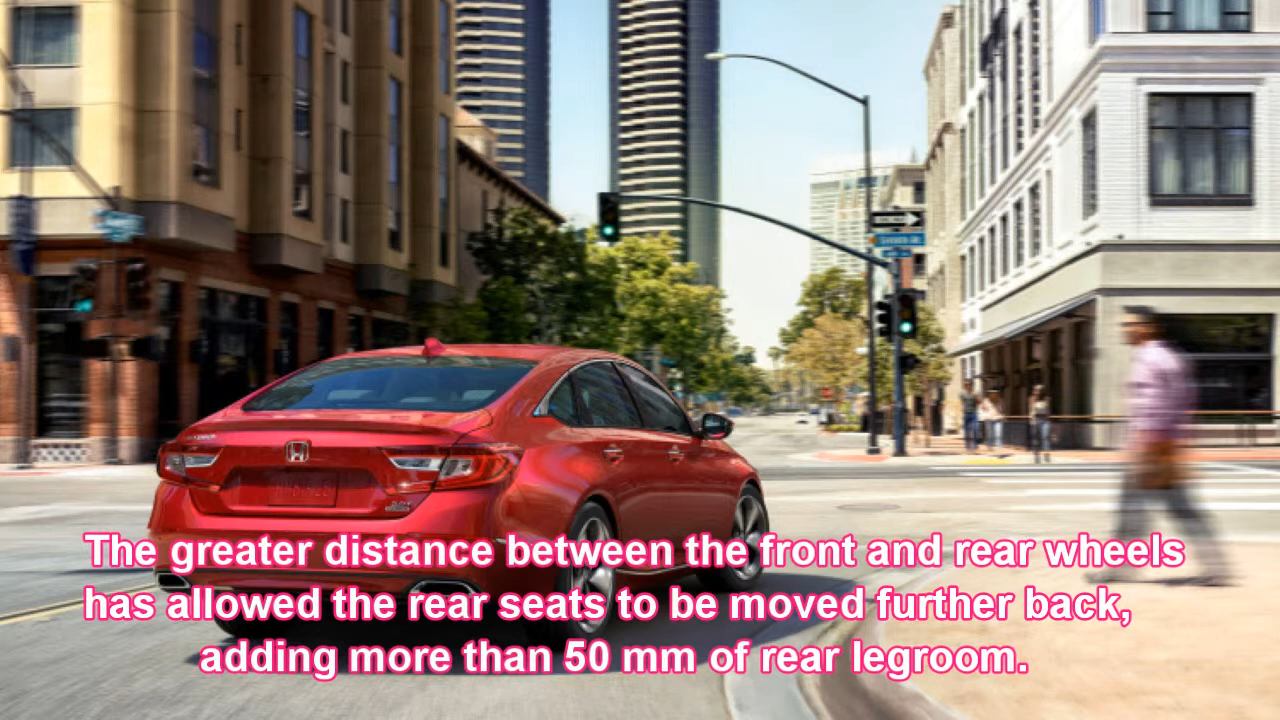 The greater distance between the front and rear wheels
has allowed the rear seats to be moved further back,
adding more than 50 mm of rear legroom.